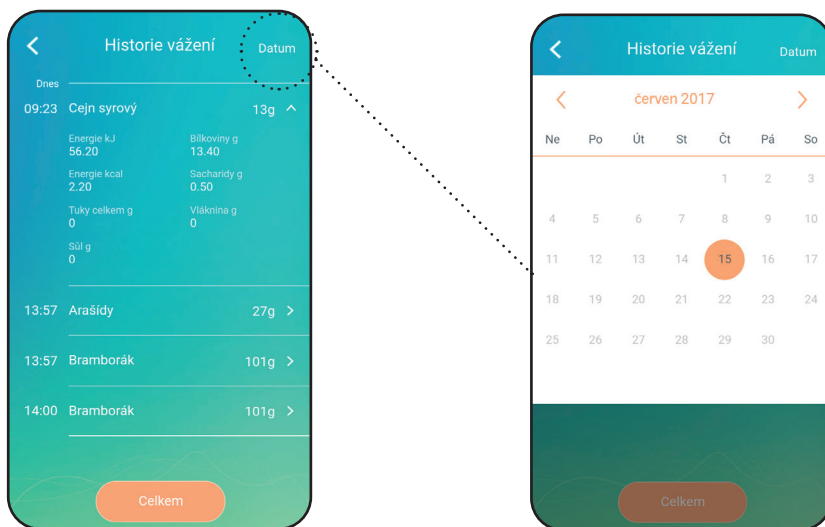 Historie vážení
Datum
Dnes
09:23 Cejn syrový 13g
Energie kJ Bílkoviny g
56.20 13.40
Energie kcal Sacharidy g
2.20 0.50
Tuky celkem g Vláknina g
0 0
Sůl g
0
13:57 Arašídy 27g
13:57 Bramborák 101g
14:00 Bramborák 101g
Celkem
Historie vážení
Datum
červen 2017
Ne Po Út St Čt Pá So
1 2 3
4 5 6 7 8 9 10
11 12 13 14 15 16 17
18 19 20 21 22 23 24
25 26 27 28 29 30
Celkem